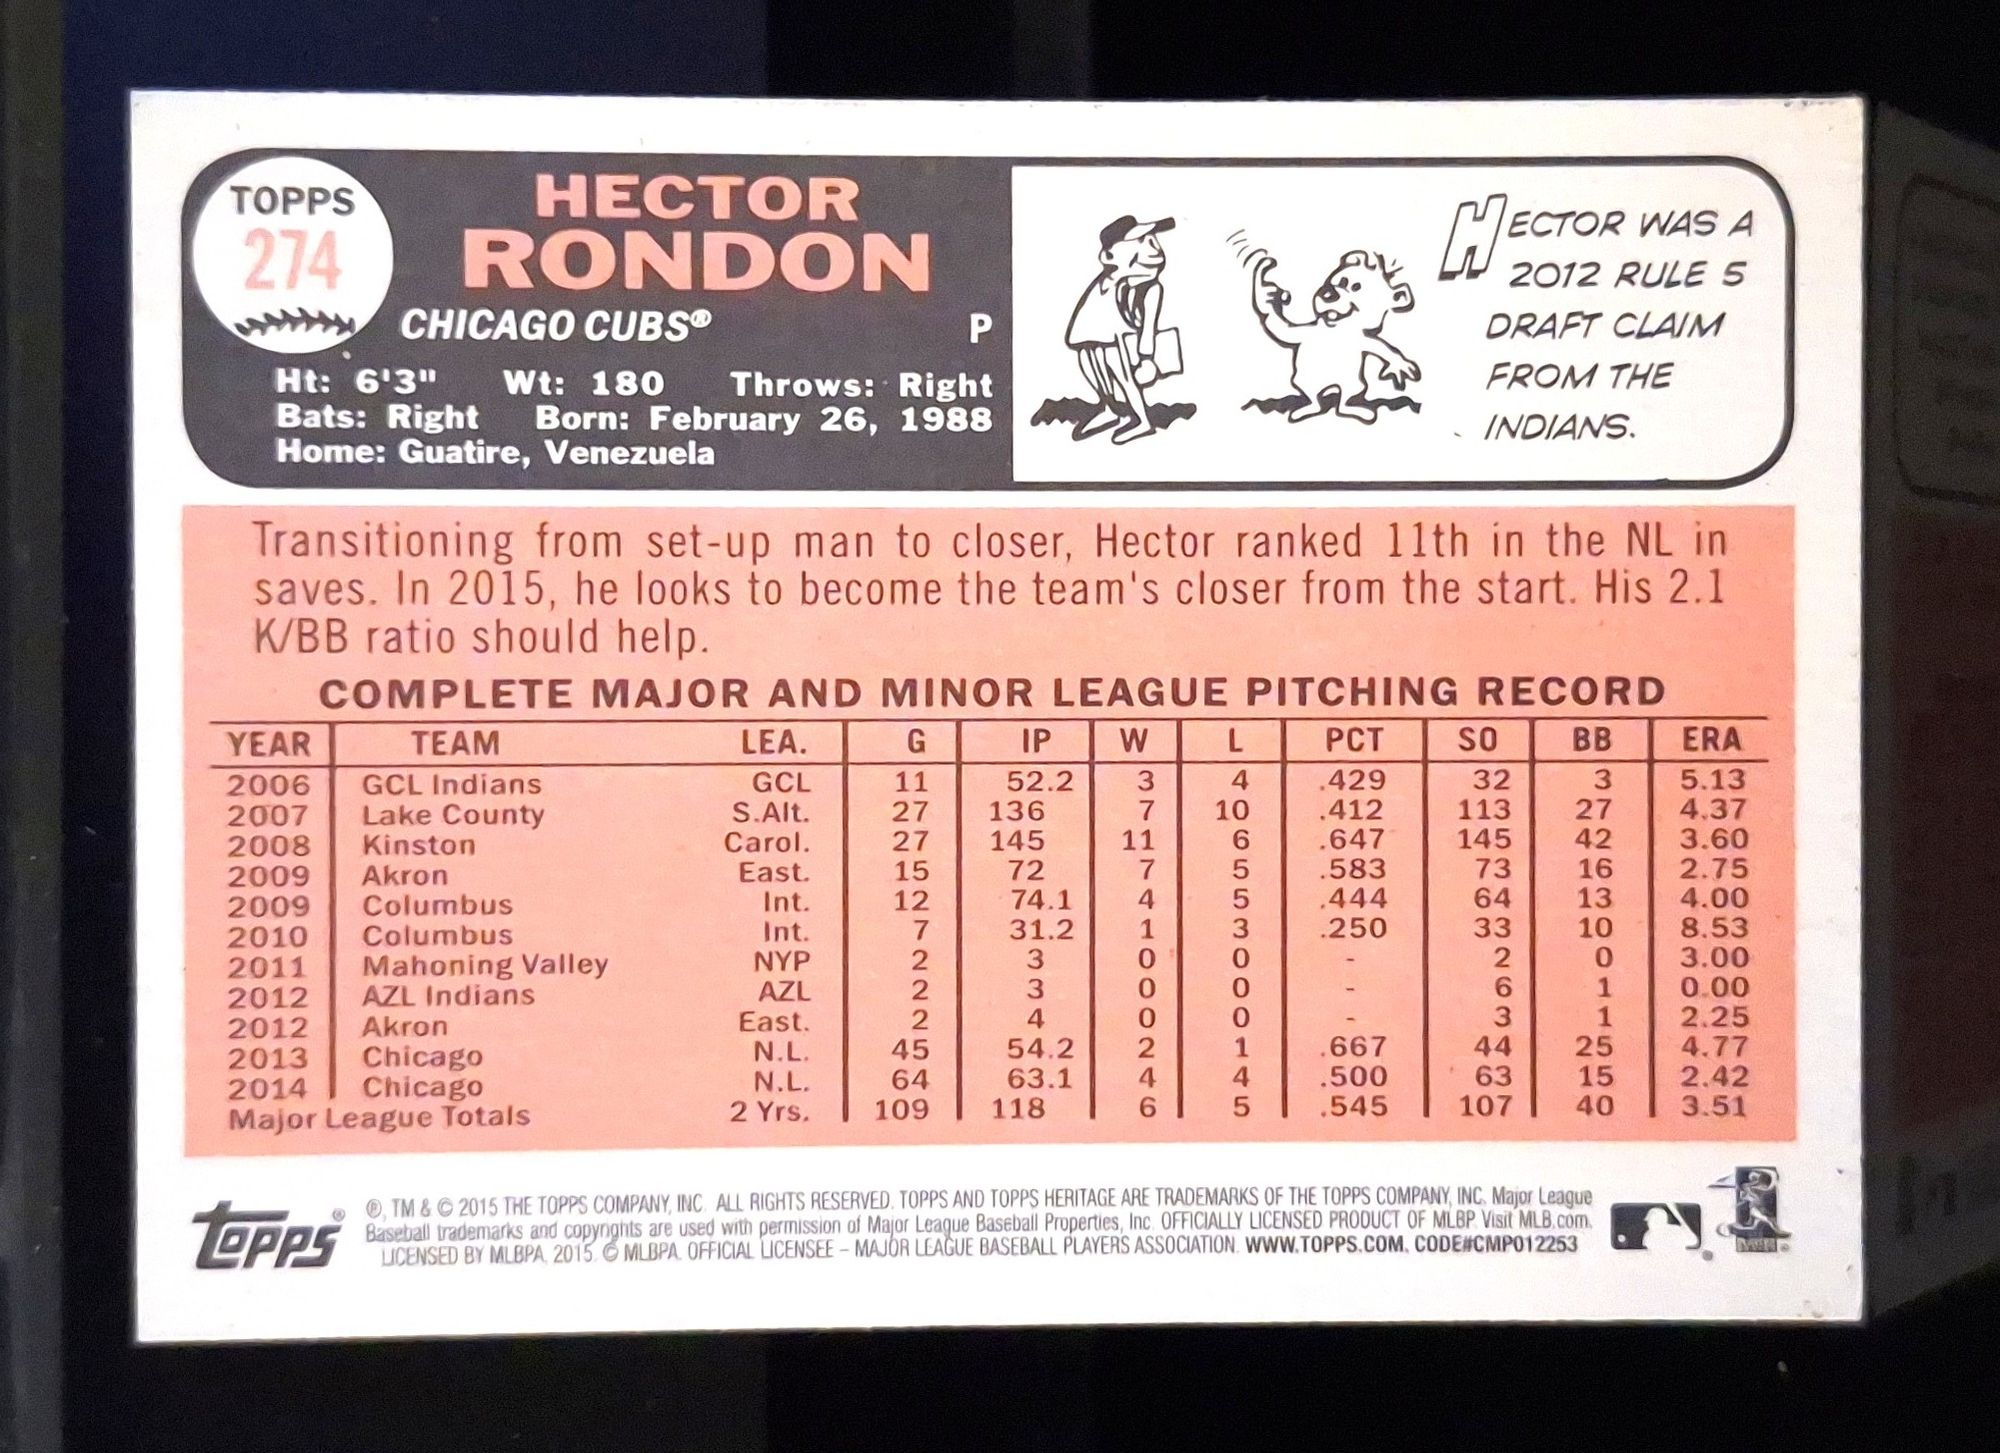 TOPPS
274
HECTOR
RONDON
CHICAGO CUBS® P
Ht: 6'3" Wt: 180 Throws: Right
Bats: Right Born: February 26, 1988
Home: Guatire, Venezuela
HECTOR WAS A
2012 RULE 5
DRAFT CLAIM
FROM THE
INDIANS.
Transitioning from set-up man to closer, Hector ranked 11th in the NL in
saves. In 2015, he looks to become the team's closer from the start. His 2.1
K/BB ratio should help.
COMPLETE MAJOR AND MINOR LEAGUE PITCHING RECORD
YEAR TEAM LEA. G IP W L PCT SO BB ERA
2006 GCL Indians GCL 11 52.2 3 4 .429 32 3 5.13
2007 Lake County S.Alt. 27 136 7 10 .412 113 27 4.37
2008 Kinston Carol. 27 145 11 6 .647 145 42 3.60
2009 Akron East. 15 72 7 5 .583 73 16 2.75
2009 Columbus Int. 12 74.1 4 5 .444 64 13 4.00
2010 Columbus Int. 7 31.2 1 3 .250 33 10 8.53
2011 Mahoning Valley NYP 2 3 0 0 - 2 0 3.00
2012 AZL Indians AZL 2 3 0 0 - 6 1 0.00
2012 Akron East. 2 4 0 0 - 3 1 2.25
2013 Chicago N.L. 45 54.2 2 1 .667 44 25 4.77
2014 Chicago N.L. 64 63.1 4 4 .500 63 15 2.42
Major League Totals 2 Yrs. 109 118 6 5 .545 107 40 3.51
topps®
®, TM & © 2015 THE TOPPS COMPANY, INC. ALL RIGHTS RESERVED. TOPPS AND TOPPS HERITAGE ARE TRADEMARKS OF THE TOPPS COMPANY, INC. Major League
Baseball trademarks and copyrights are used with permission of Major League Baseball Properties, Inc. OFFICIALLY LICENSED PRODUCT OF MLBP. Visit MLB.com.
LICENSED BY MLBPA, 2015. © MLBPA. OFFICIAL LICENSEE – MAJOR LEAGUE BASEBALL PLAYERS ASSOCIATION. WWW.TOPPS.COM. CODE#CMP012253